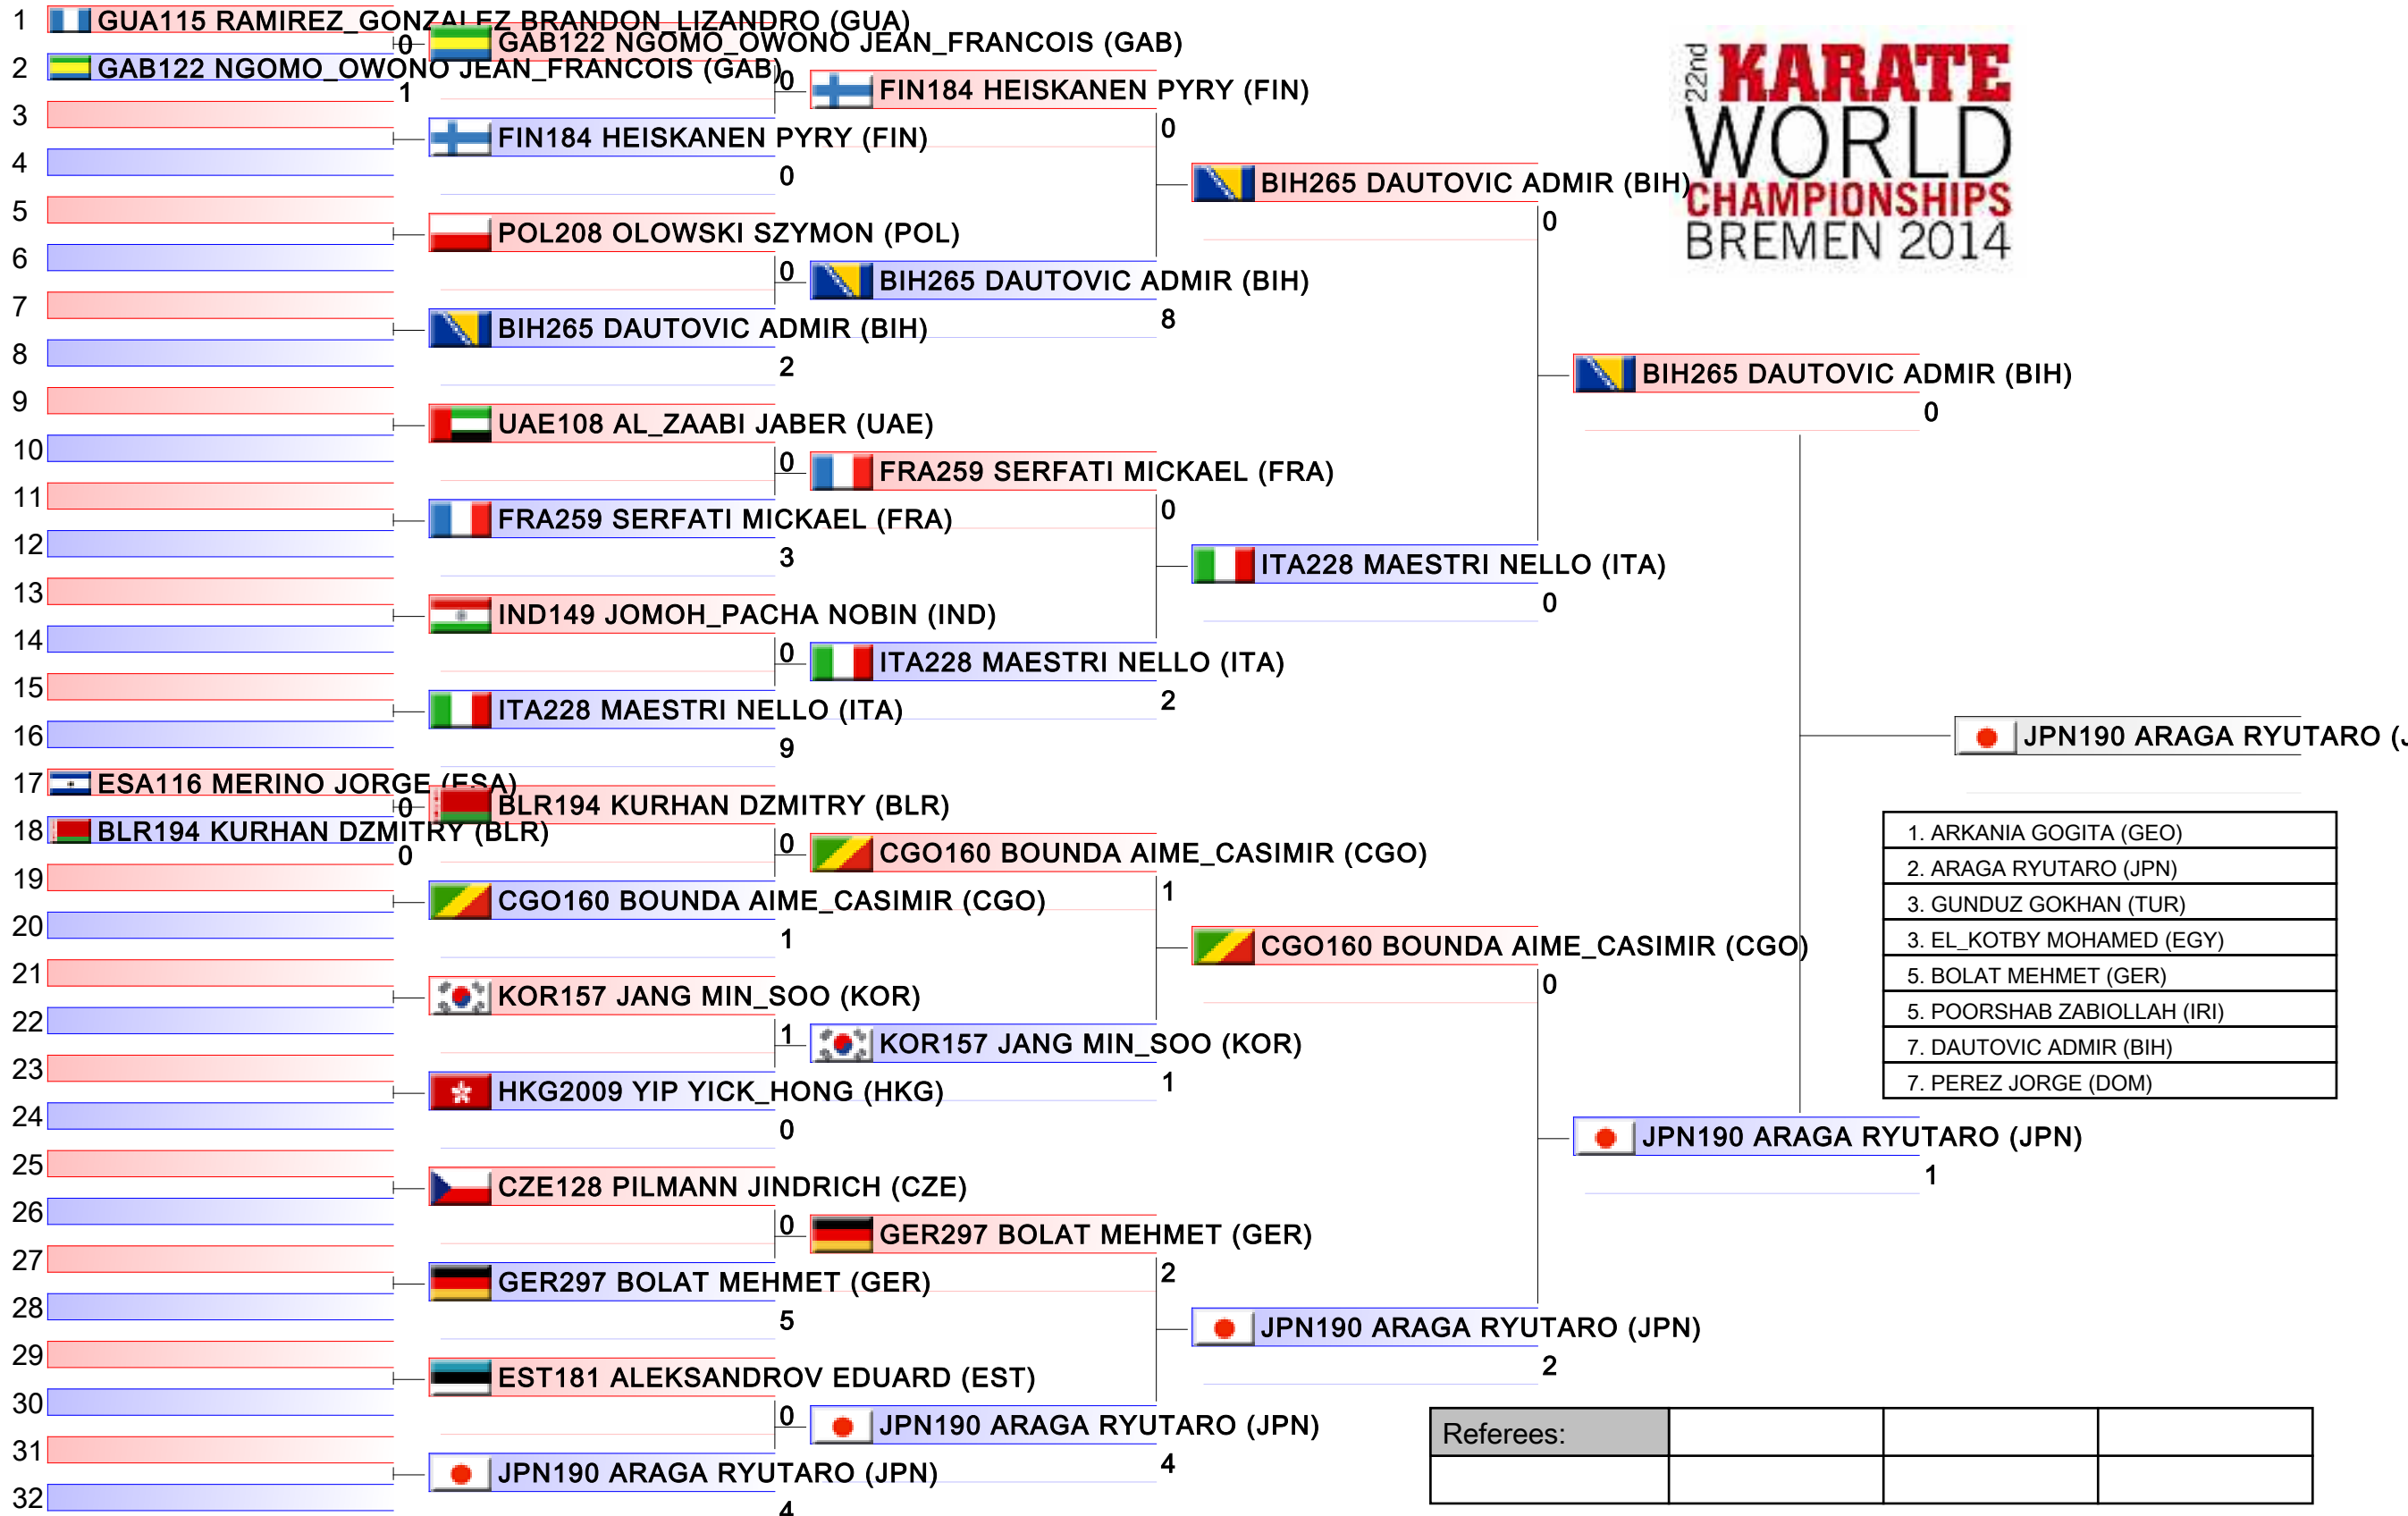 1 GUA115 RAMIREZ_GONZALEZ BRANDON_LIZANDRO (GUA)
0
GAB122 NGOMO_OWONO JEAN_FRANCOIS (GAB)
2 GAB122 NGOMO_OWONO JEAN_FRANCOIS (GAB)
1
0
FIN184 HEISKANEN PYRY (FIN)
3
0
FIN184 HEISKANEN PYRY (FIN)
4
0
BIH265 DAUTOVIC ADMIR (BIH)
0
22nd KARATE
WORLD
CHAMPIONSHIPS
BREMEN 2014
5
POL208 OLOWSKI SZYMON (POL)
6
0
BIH265 DAUTOVIC ADMIR (BIH)
8
7
BIH265 DAUTOVIC ADMIR (BIH)
8
2
BIH265 DAUTOVIC ADMIR (BIH)
0
9
UAE108 AL_ZAABI JABER (UAE)
10
0
FRA259 SERFATI MICKAEL (FRA)
11
0
FRA259 SERFATI MICKAEL (FRA)
12
3
ITA228 MAESTRI NELLO (ITA)
0
13
IND149 JOMOH_PACHA NOBIN (IND)
14
0
ITA228 MAESTRI NELLO (ITA)
15
2
ITA228 MAESTRI NELLO (ITA)
16
9
JPN190 ARAGA RYUTARO (J
17 ESA116 MERINO JORGE (ESA)
0
BLR194 KURHAN DZMITRY (BLR)
18 BLR194 KURHAN DZMITRY (BLR)
0
0
CGO160 BOUNDA AIME_CASIMIR (CGO)
19
1
CGO160 BOUNDA AIME_CASIMIR (CGO)
20
1
CGO160 BOUNDA AIME_CASIMIR (CGO)
0
21
KOR157 JANG MIN_SOO (KOR)
22
1
KOR157 JANG MIN_SOO (KOR)
23
1
HKG2009 YIP YICK_HONG (HKG)
24
0
JPN190 ARAGA RYUTARO (JPN)
1
25
CZE128 PILMANN JINDRICH (CZE)
26
0
GER297 BOLAT MEHMET (GER)
27
2
GER297 BOLAT MEHMET (GER)
28
5
JPN190 ARAGA RYUTARO (JPN)
2
29
EST181 ALEKSANDROV EDUARD (EST)
30
0
JPN190 ARAGA RYUTARO (JPN)
31
4
JPN190 ARAGA RYUTARO (JPN)
32
4
1. ARKANIA GOGITA (GEO)
2. ARAGA RYUTARO (JPN)
3. GUNDUZ GOKHAN (TUR)
3. EL_KOTBY MOHAMED (EGY)
5. BOLAT MEHMET (GER)
5. POORSHAB ZABIOLLAH (IRI)
7. DAUTOVIC ADMIR (BIH)
7. PEREZ JORGE (DOM)
Referees: